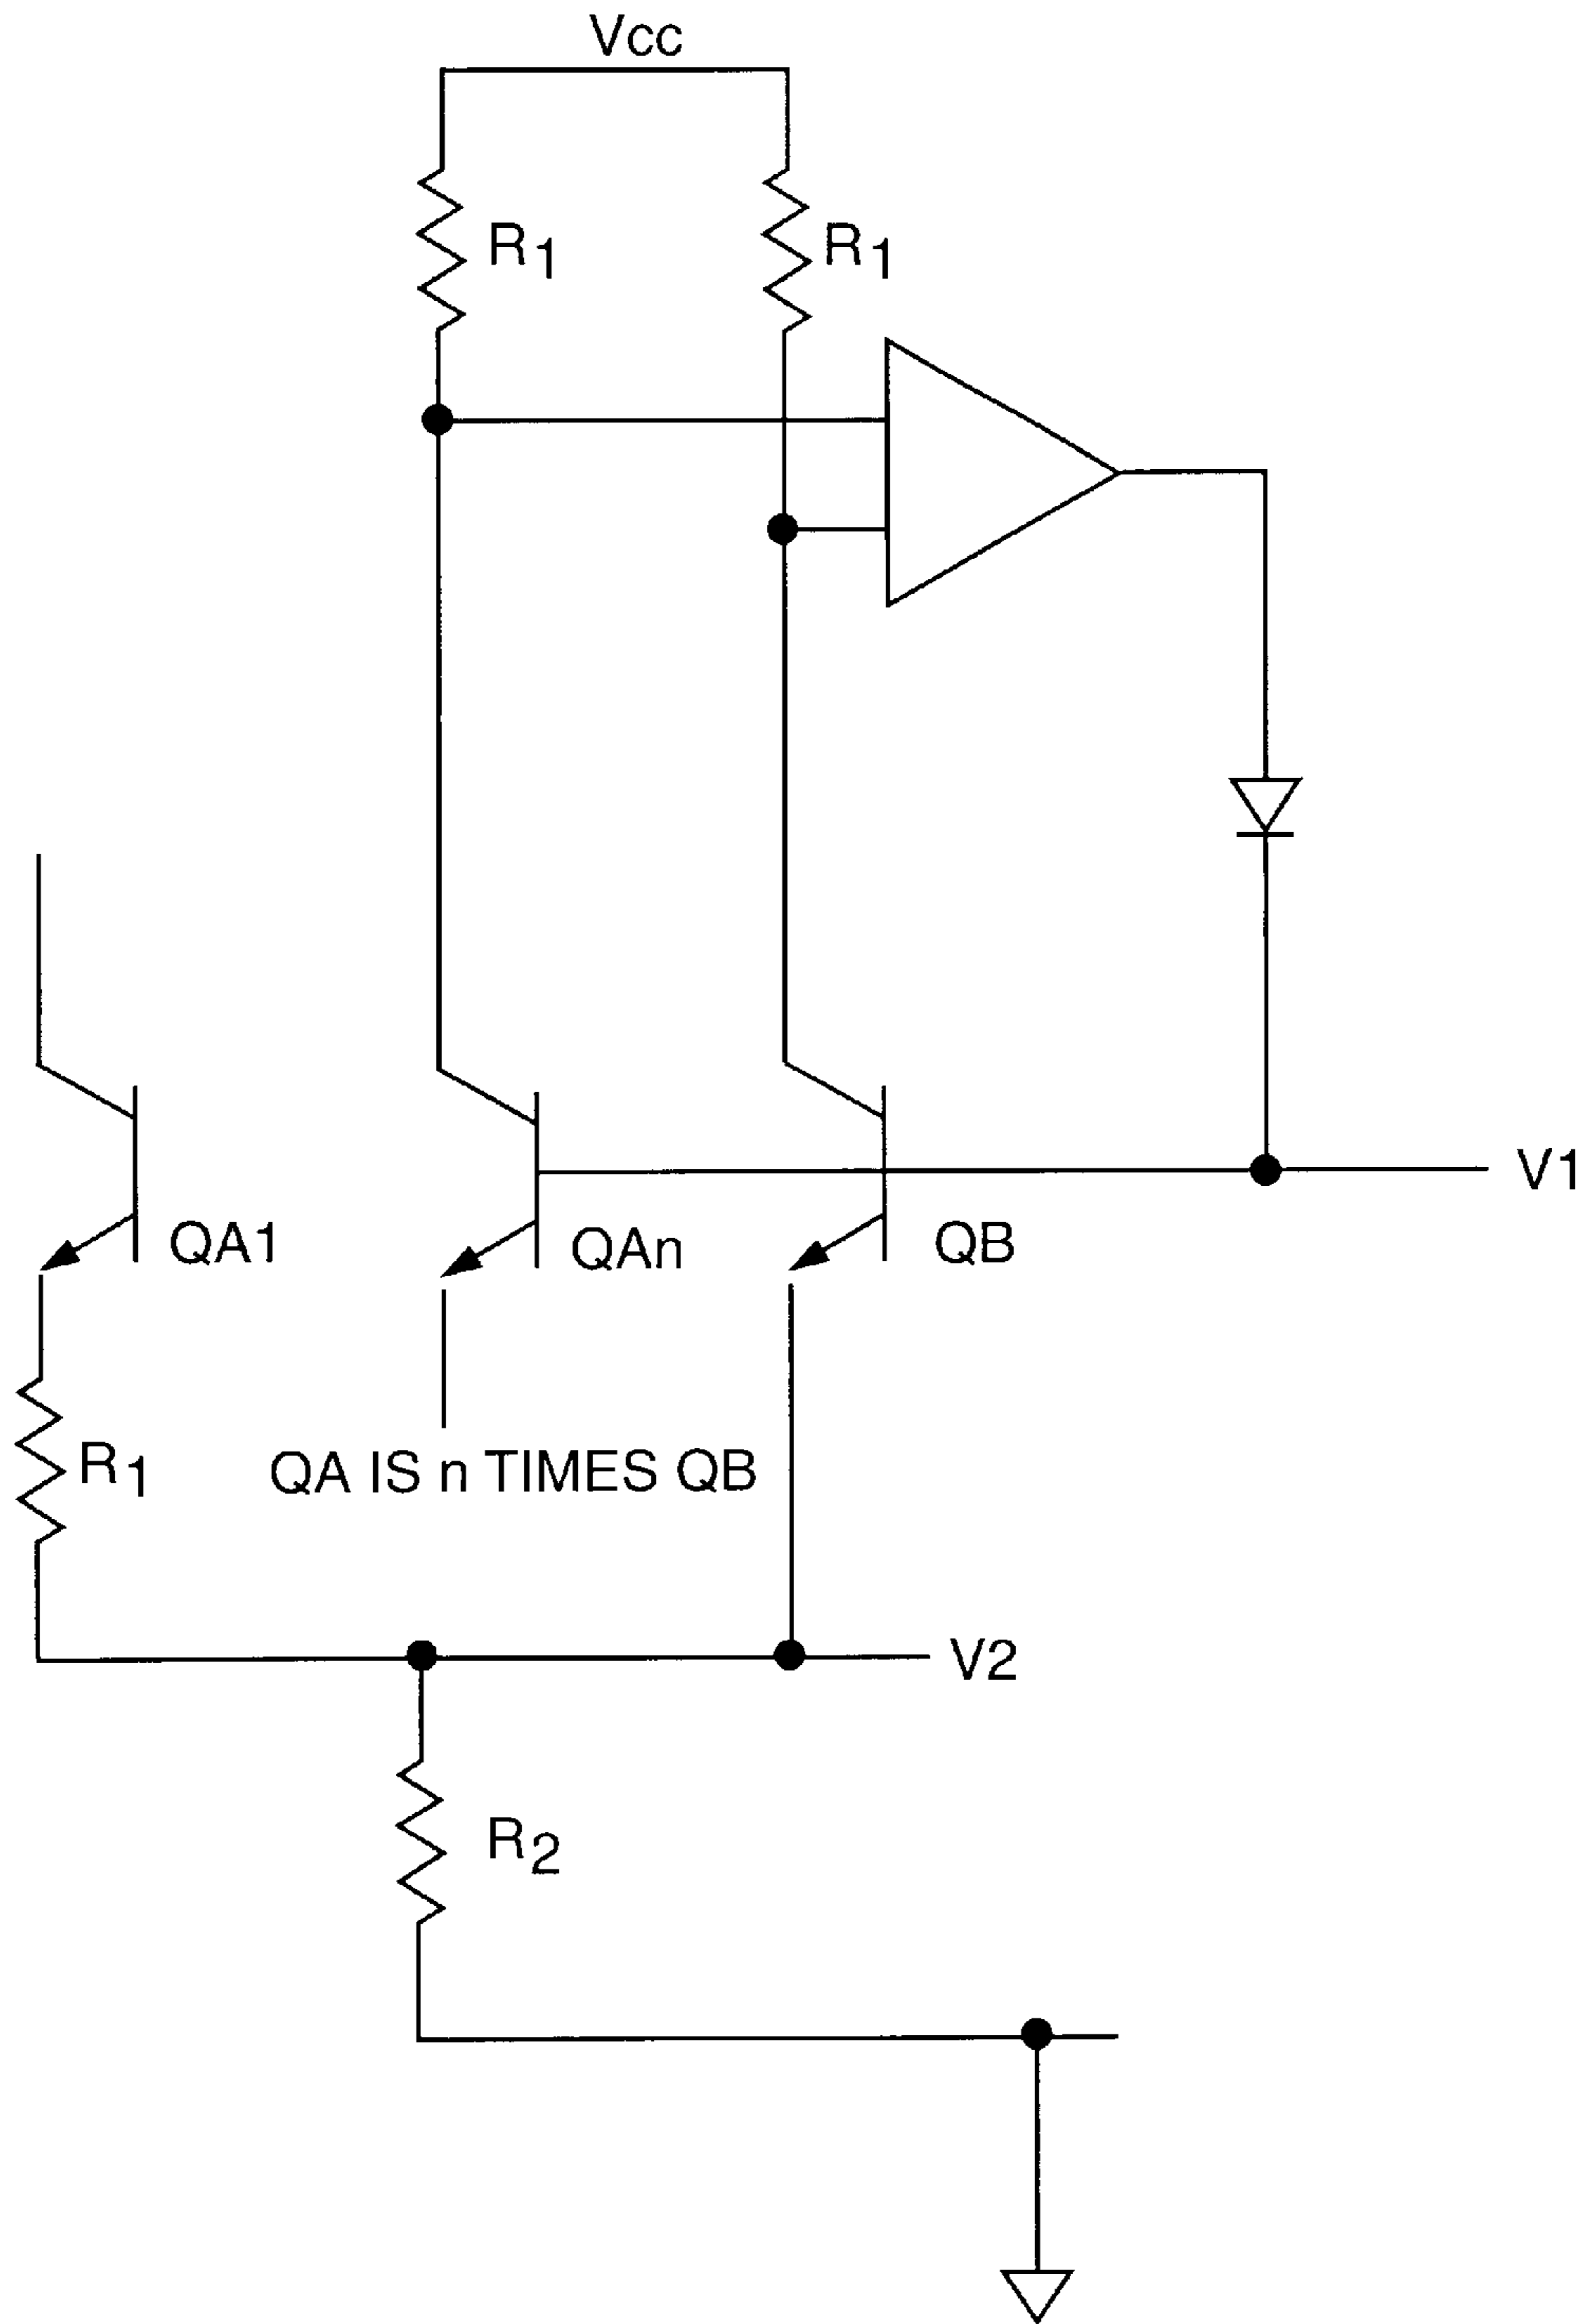 Vcc
R1
R1
V1
QA1
QAn
QB
R1
QA IS n TIMES QB
V2
R2